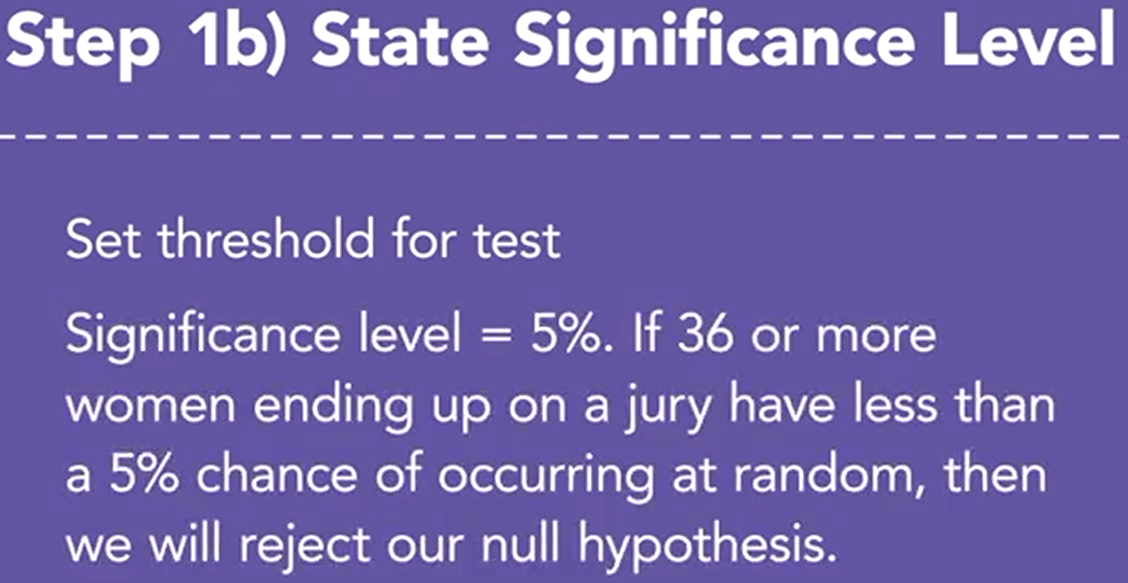 Step 1b) State Significance Level
Set threshold for test
Significance level = 5%. If 36 or more
women ending up on a jury have less than
a 5% chance of occurring at random, then
we will reject our null hypothesis.